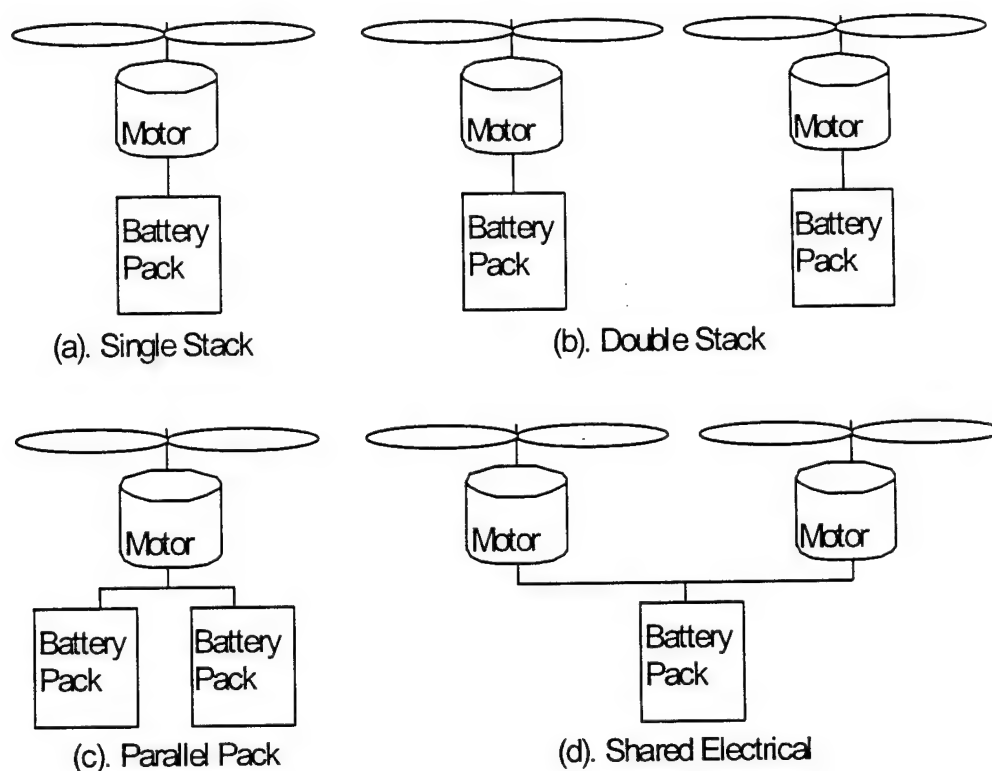 Motor
Battery
Pack
(a). Single Stack
Motor
Battery
Pack
Motor
Battery
Pack
(b). Double Stack
Motor
Battery
Pack
Battery
Pack
(c). Parallel Pack
Motor
Motor
Battery
Pack
(d). Shared Electrical